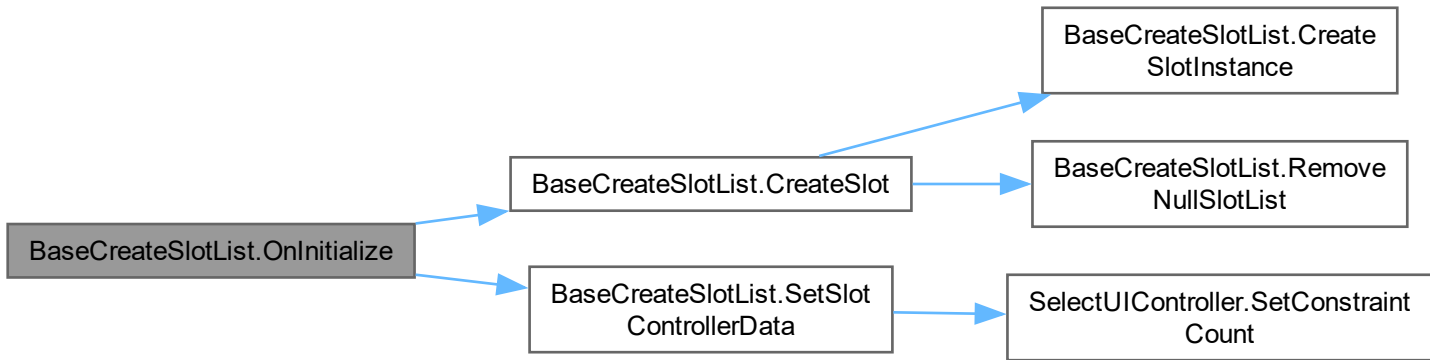 BaseCreateSlotList.OnInitialize
BaseCreateSlotList.CreateSlot
BaseCreateSlotList.Create
SlotInstance
BaseCreateSlotList.Remove
NullSlotList
BaseCreateSlotList.SetSlot
ControllerData
SelectUIController.SetConstraint
Count